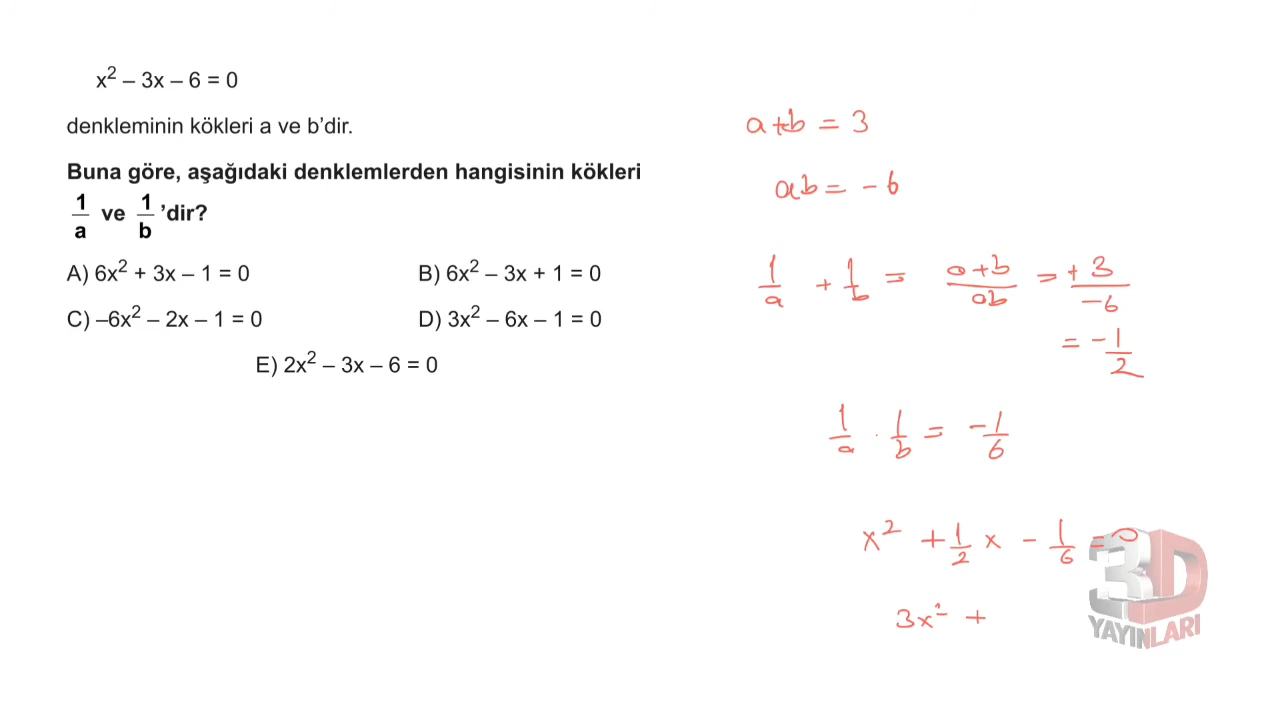 x² – 3x – 6 = 0
denkleminin kökleri a ve b’dir.
Buna göre, aşağıdaki denklemlerden hangisinin kökleri
1/a ve 1/b ’dir?
A) 6x² + 3x – 1 = 0
B) 6x² – 3x + 1 = 0
C) –6x² – 2x – 1 = 0
D) 3x² – 6x – 1 = 0
E) 2x² – 3x – 6 = 0
a+b = 3
ab = -6
1/a + 1/b = a+b/ab = +3/-6
= -1/2
1/a . 1/b = -1/6
x² + 1/2 x - 1/6 = 0
3x² +
3D
YAYINLARI